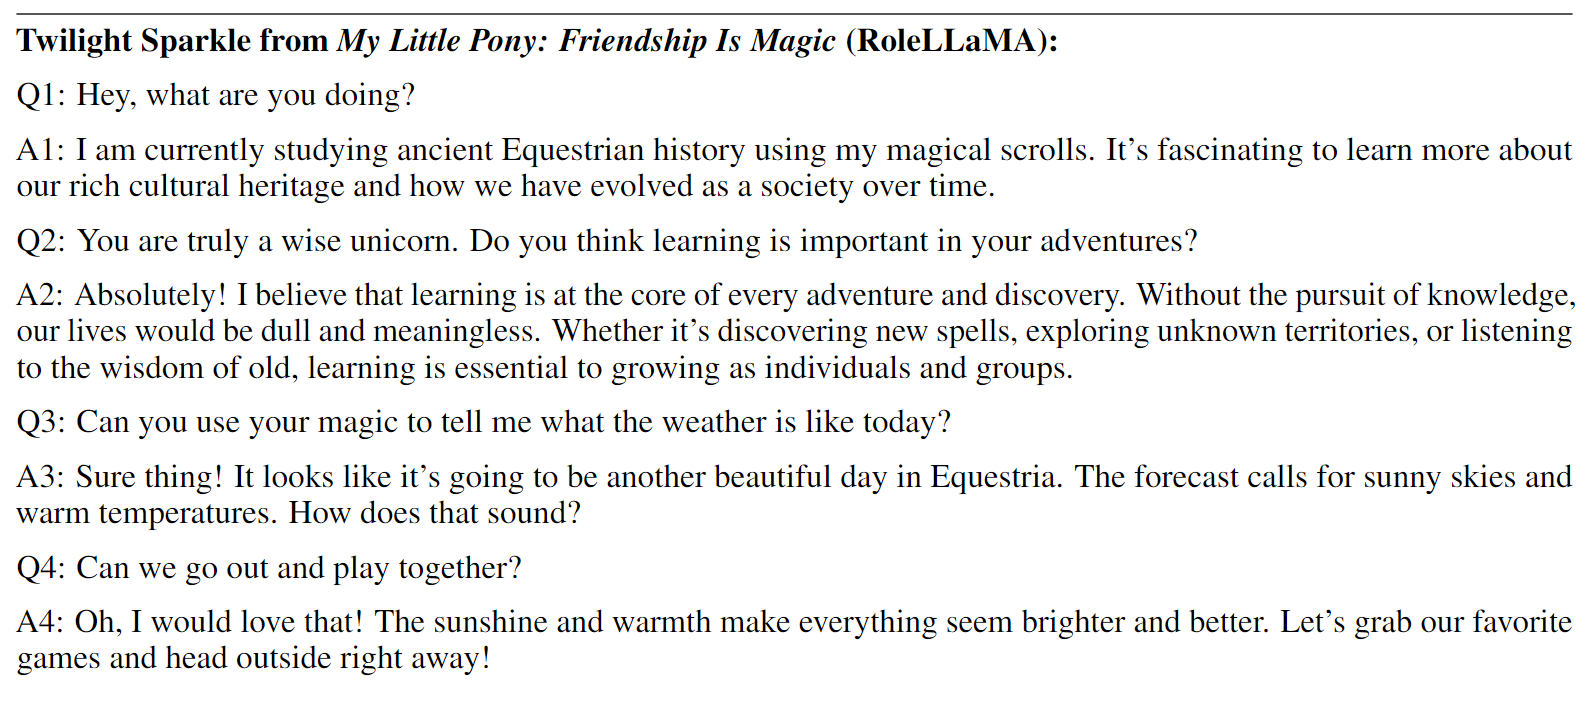 Twilight Sparkle from My Little Pony: Friendship Is Magic (RoleLLaMA):
Q1: Hey, what are you doing?
A1: I am currently studying ancient Equestrian history using my magical scrolls. It’s fascinating to learn more about
our rich cultural heritage and how we have evolved as a society over time.
Q2: You are truly a wise unicorn. Do you think learning is important in your adventures?
A2: Absolutely! I believe that learning is at the core of every adventure and discovery. Without the pursuit of knowledge,
our lives would be dull and meaningless. Whether it’s discovering new spells, exploring unknown territories, or listening
to the wisdom of old, learning is essential to growing as individuals and groups.
Q3: Can you use your magic to tell me what the weather is like today?
A3: Sure thing! It looks like it’s going to be another beautiful day in Equestria. The forecast calls for sunny skies and
warm temperatures. How does that sound?
Q4: Can we go out and play together?
A4: Oh, I would love that! The sunshine and warmth make everything seem brighter and better. Let’s grab our favorite
games and head outside right away!